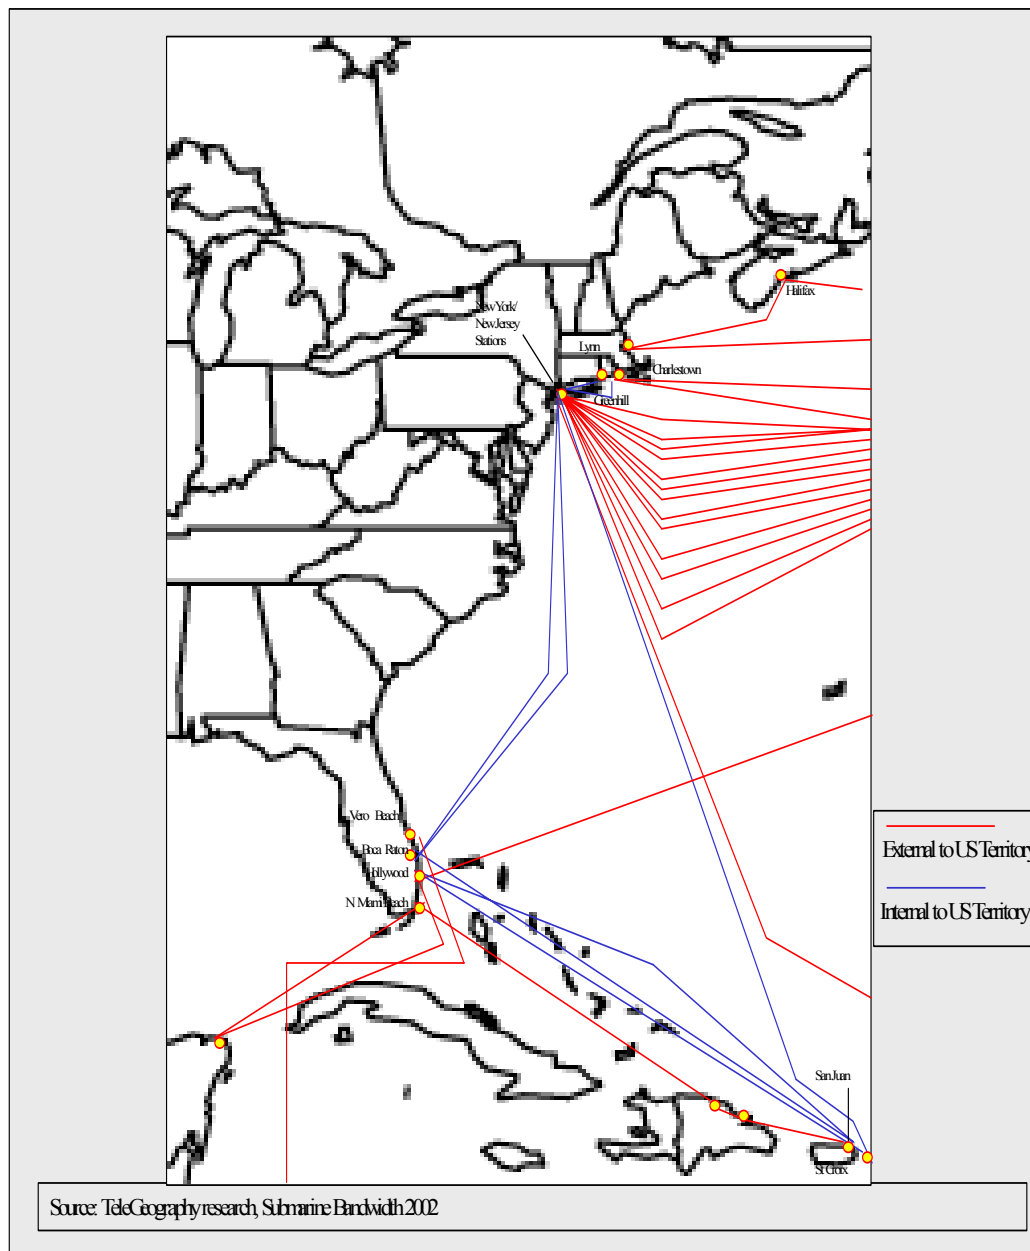 Halifax
New York/
New Jersey
Stations
Lynn
Charlestown
Greenhill
Vero Beach
Boca Raton
Hollywood
N Miami Beach
External to US Territory
Internal to US Territory
San Juan
St Croix
Source: TeleGeography research, Submarine Bandwidth 2002